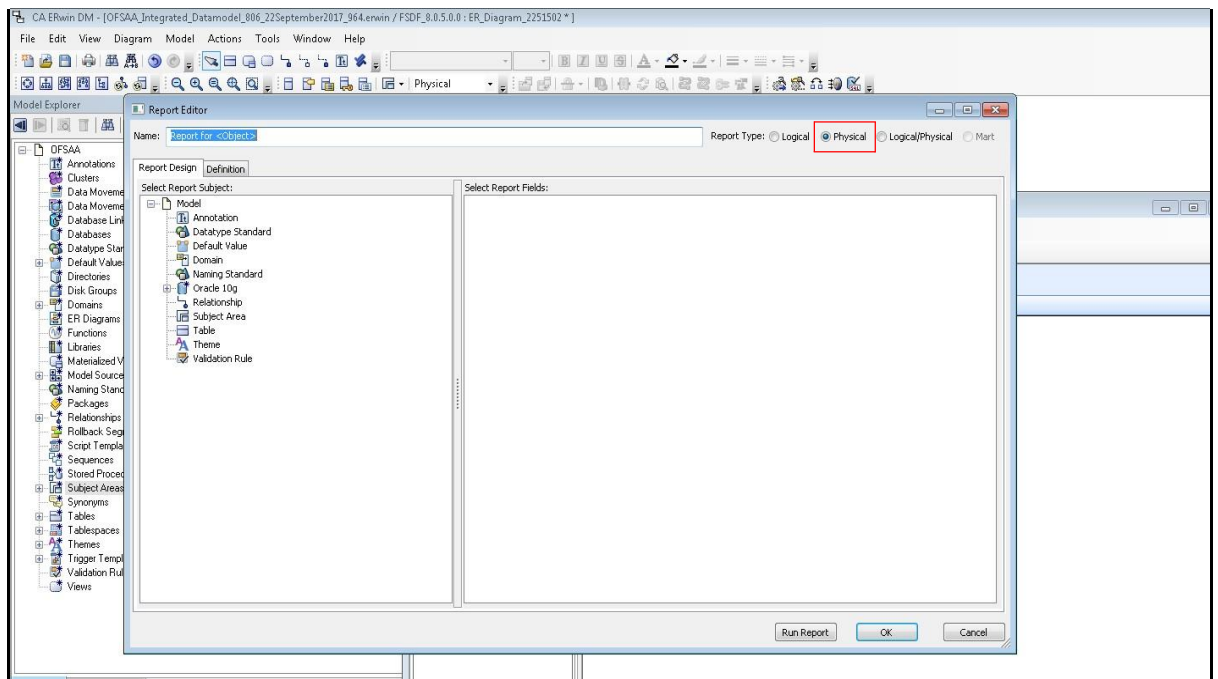 CA ERwin DM - [OFSAA_Integrated_Datamodel_806_22September2017_964.erwin / FSDF_8.0.5.0.0 : ER_Diagram_2251502 * ]
File Edit View Diagram Model Actions Tools Window Help
Physical
Model Explorer
OFSAA
Annotations
Clusters
Data Moveme
Data Moveme
Database Link
Databases
Datatype Stan
Default Value
Directories
Disk Groups
Domains
ER Diagrams
Functions
Libraries
Materialized V
Model Source
Naming Stand
Packages
Relationships
Rollback Seg
Script Templa
Sequences
Stored Proced
Subject Areas
Synonyms
Tables
Tablespaces
Themes
Trigger Templ
Validation Rul
Views
Report Editor
Name: Report for <Object> Report Type: Logical Physical Logical/Physical Mart
Report Design Definition
Select Report Subject: Select Report Fields:
Model
Annotation
Datatype Standard
Default Value
Domain
Naming Standard
Oracle 10g
Relationship
Subject Area
Table
Theme
Validation Rule
Run Report OK Cancel